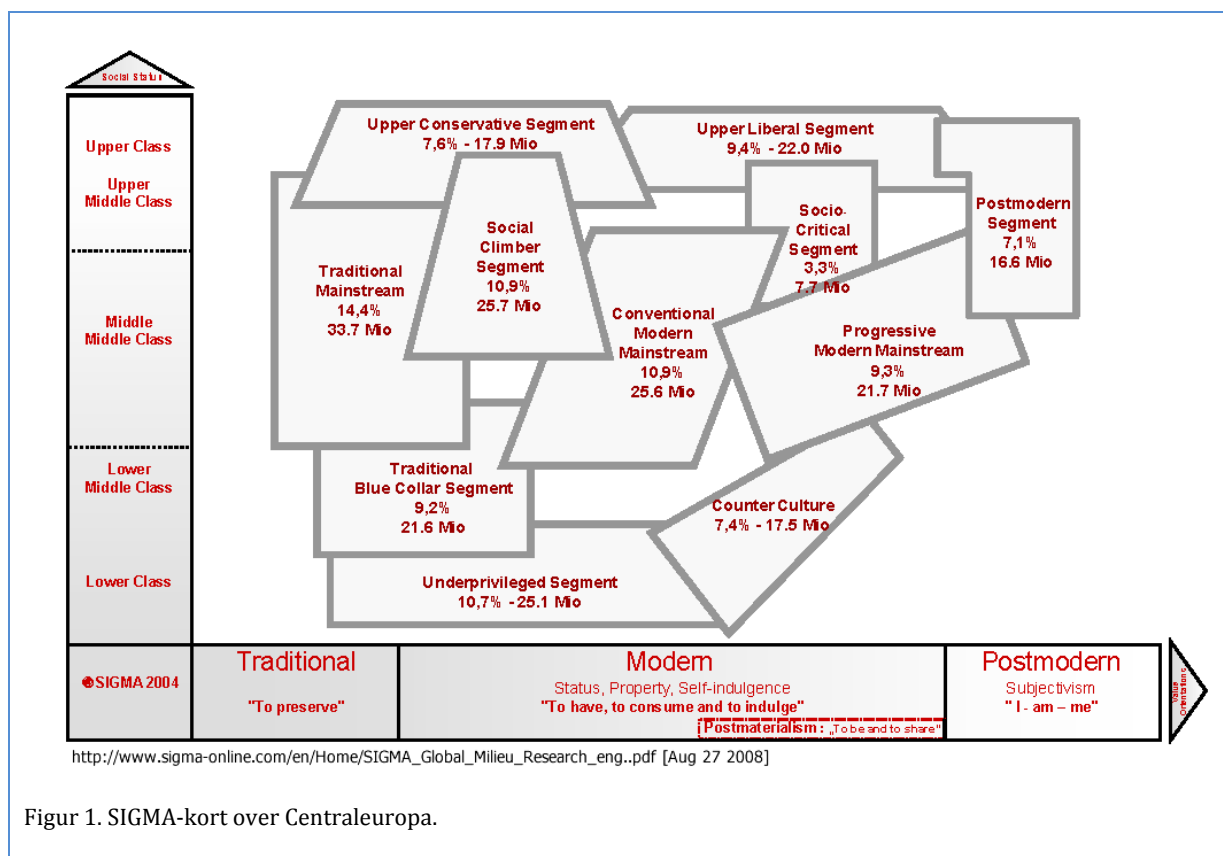 Social Status
Upper Class
Upper
Middle Class
Middle
Middle Class
Lower
Middle Class
Lower Class
Upper Conservative Segment
7,6% - 17.9 Mio
Upper Liberal Segment
9,4% - 22.0 Mio
Social
Climber
Segment
10,9%
25.7 Mio
Socio-
Critical
Segment
3,3%
7.7 Mio
Postmodern
Segment
7,1%
16.6 Mio
Traditional
Mainstream
14,4%
33.7 Mio
Conventional
Modern
Mainstream
10,9%
25.6 Mio
Progressive
Modern Mainstream
9,3%
21.7 Mio
Traditional
Blue Collar Segment
9,2%
21.6 Mio
Counter Culture
7,4% - 17.5 Mio
Underprivileged Segment
10,7% - 25.1 Mio
SIGMA 2004
Traditional
"To preserve"
Modern
Status, Property, Self-indulgence
"To have, to consume and to indulge"
Postmaterialism: „To be and to share"
Postmodern
Subjectivism
" I - am – me"
Value
Orientations
http://www.sigma-online.com/en/Home/SIGMA_Global_Milieu_Research_eng..pdf [Aug 27 2008]
Figur 1. SIGMA-kort over Centraleuropa.